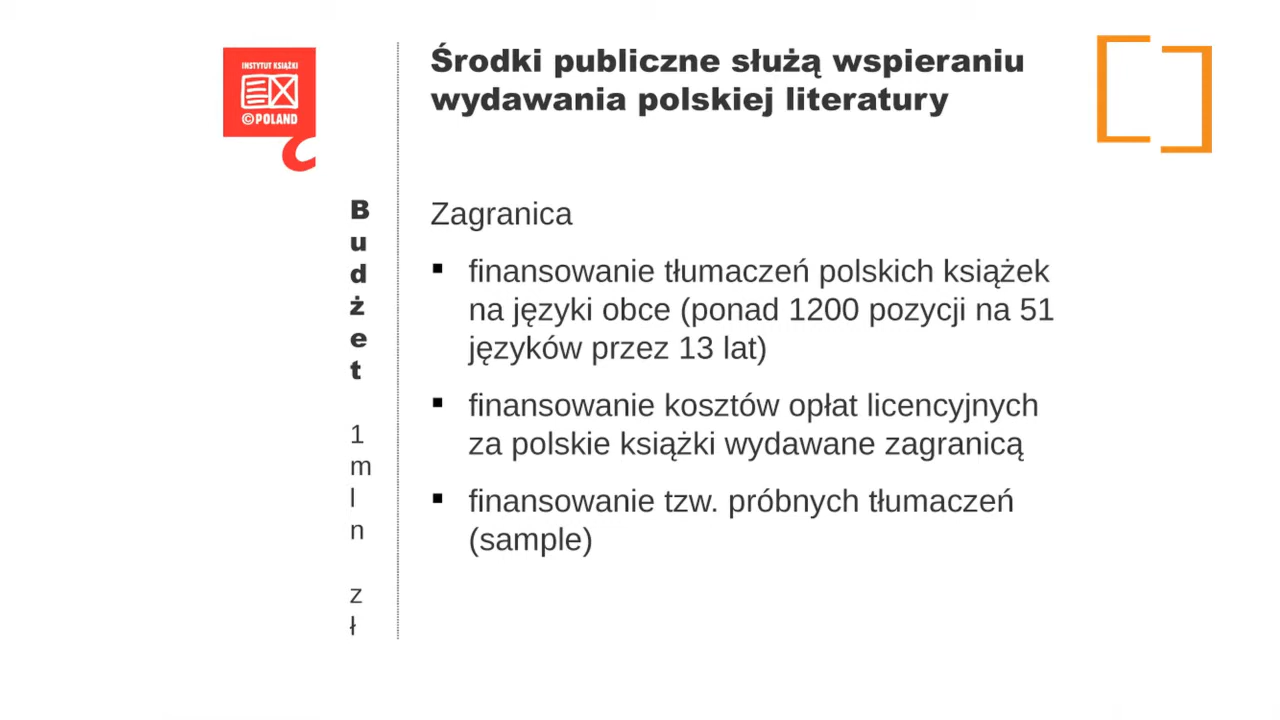 INSTYTUT KSIĄŻKI
©POLAND
Środki publiczne służą wspieraniu
wydawania polskiej literatury
B
u
d
ż
e
t
1
m
l
n
z
ł
Zagranica
▪ finansowanie tłumaczeń polskich książek
na języki obce (ponad 1200 pozycji na 51
języków przez 13 lat)
▪ finansowanie kosztów opłat licencyjnych
za polskie książki wydawane zagranicą
▪ finansowanie tzw. próbnych tłumaczeń
(sample)